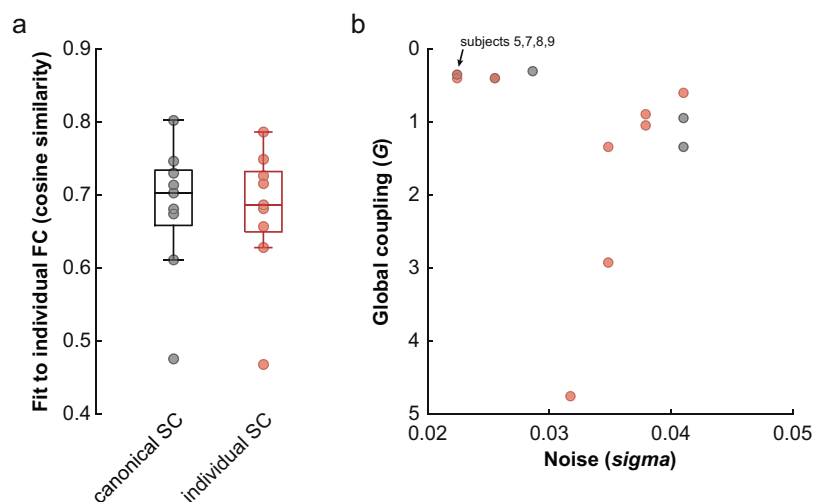 a
Fit to individual FC (cosine similarity)
0.9
0.8
0.7
0.6
0.5
0.4
canonical SC
individual SC
b
subjects 5,7,8,9
Global coupling (G)
0
1
2
3
4
5
0.02
0.03
0.04
0.05
Noise (sigma)